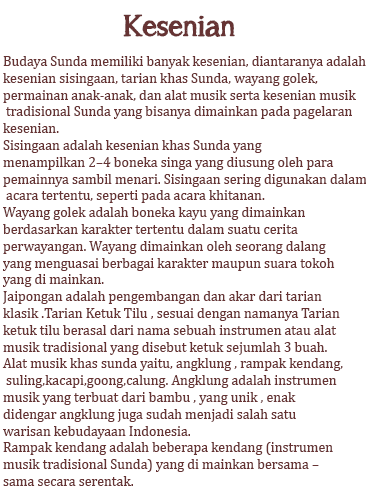 Kesenian
Budaya Sunda memiliki banyak kesenian, diantaranya adalah
kesenian sisingaan, tarian khas Sunda, wayang golek,
permainan anak-anak, dan alat musik serta kesenian musik
tradisional Sunda yang bisanya dimainkan pada pagelaran
kesenian.
Sisingaan adalah kesenian khas Sunda yang
menampilkan 2–4 boneka singa yang diusung oleh para
pemainnya sambil menari. Sisingaan sering digunakan dalam
acara tertentu, seperti pada acara khitanan.
Wayang golek adalah boneka kayu yang dimainkan
berdasarkan karakter tertentu dalam suatu cerita
perwayangan. Wayang dimainkan oleh seorang dalang
yang menguasai berbagai karakter maupun suara tokoh
yang di mainkan.
Jaipongan adalah pengembangan dan akar dari tarian
klasik .Tarian Ketuk Tilu , sesuai dengan namanya Tarian
ketuk tilu berasal dari nama sebuah instrumen atau alat
musik tradisional yang disebut ketuk sejumlah 3 buah.
Alat musik khas sunda yaitu, angklung , rampak kendang,
suling,kacapi,goong,calung. Angklung adalah instrumen
musik yang terbuat dari bambu , yang unik , enak
didengar angklung juga sudah menjadi salah satu
warisan kebudayaan Indonesia.
Rampak kendang adalah beberapa kendang (instrumen
musik tradisional Sunda) yang di mainkan bersama –
sama secara serentak.